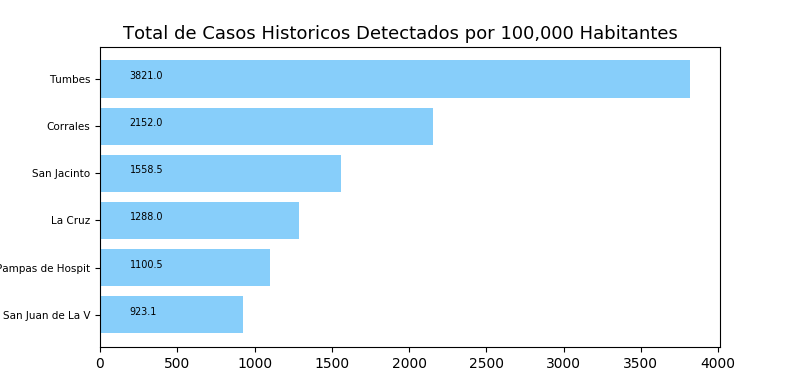 Total de Casos Historicos Detectados por 100,000 Habitantes
Tumbes 3821.0
Corrales 2152.0
San Jacinto 1558.5
La Cruz 1288.0
Pampas de Hospit 1100.5
San Juan de La V 923.1
0 500 1000 1500 2000 2500 3000 3500 4000